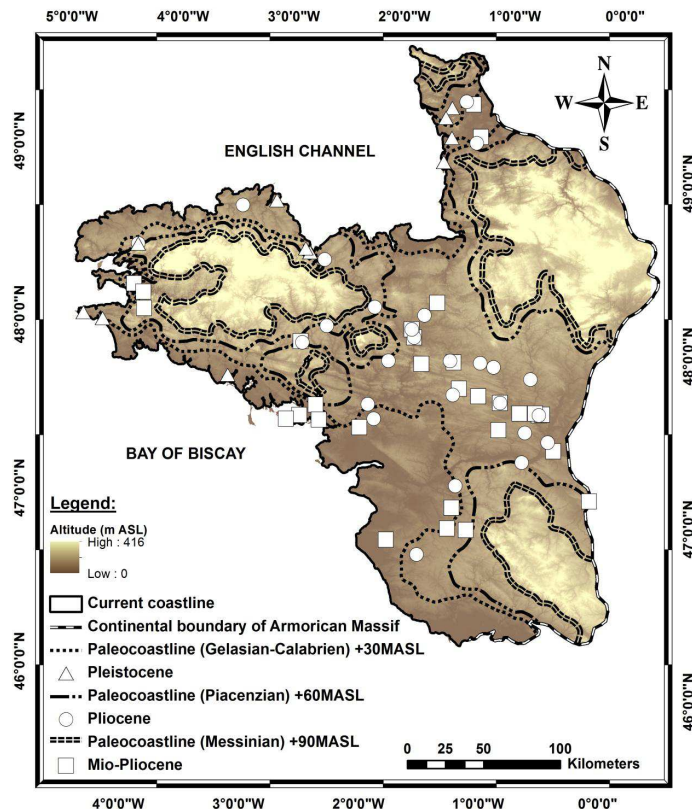 5°0'0"W 4°0'0"W 3°0'0"W 2°0'0"W 1°0'0"W 0°0'0"
N
W E
S
ENGLISH CHANNEL
49°0'0"N
49°0'0"N
48°0'0"N
48°0'0"N
BAY OF BISCAY
47°0'0"N
47°0'0"N
46°0'0"N
46°0'0"N
Legend:
Altitude (m ASL)
High : 416
Low : 0
Current coastline
Continental boundary of Armorican Massif
Paleocoastline (Gelasian-Calabrien) +30MASL
Pleistocene
Paleocoastline (Piacenzian) +60MASL
Pliocene
Paleocoastline (Messinian) +90MASL
Mio-Pliocene
0 25 50 100
Kilometers
4°0'0"W 3°0'0"W 2°0'0"W 1°0'0"W 0°0'0"